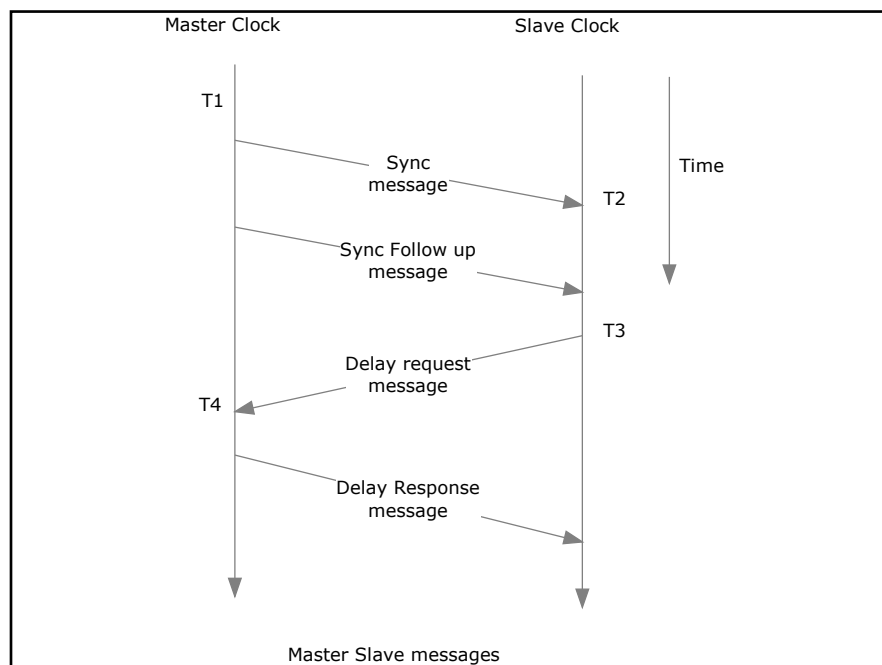 Master Clock
Slave Clock
T1
Sync
message
Time
T2
Sync Follow up
message
T3
Delay request
message
T4
Delay Response
message
Master Slave messages